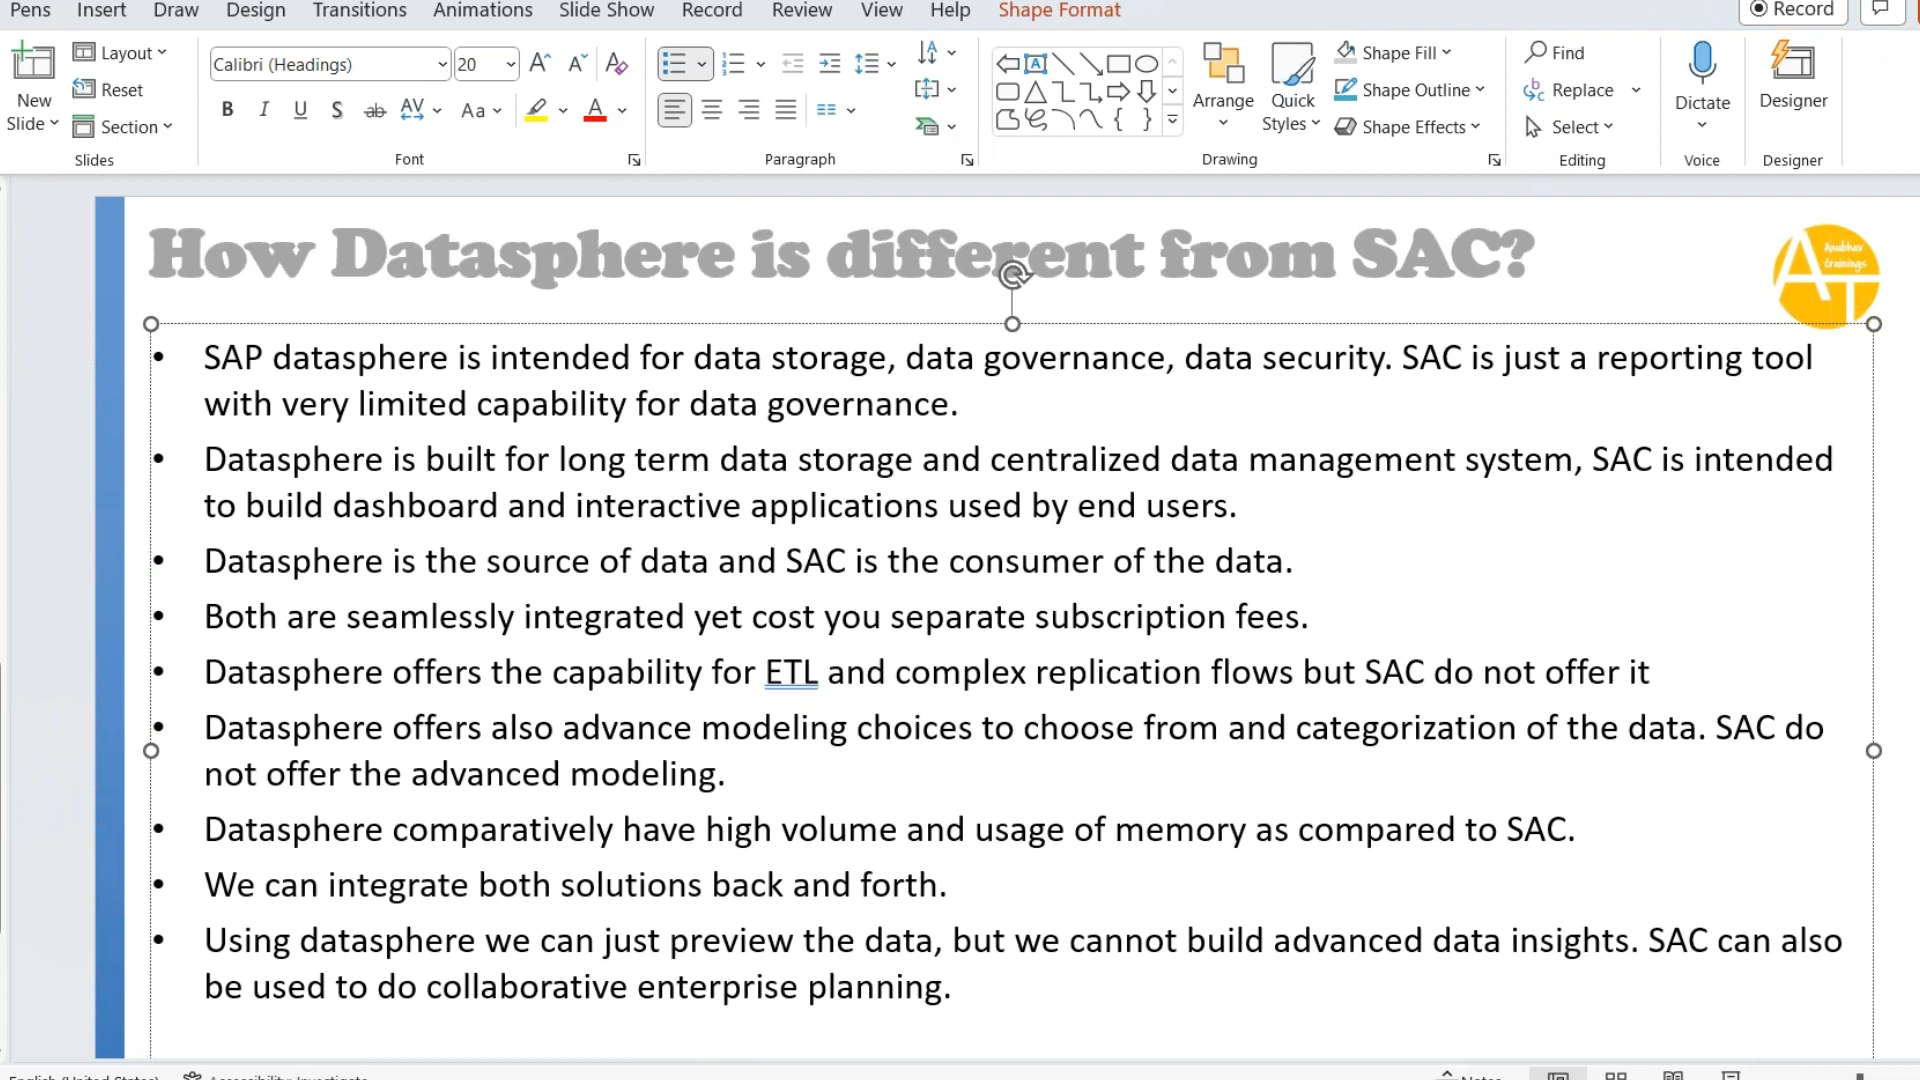 Pens Insert Draw Design Transitions Animations Slide Show Record Review View Help Shape Format Record
Layout Calibri (Headings) 20 Shape Fill Find
New Reset Shape Outline Replace
Slide Section Arrange Quick Styles Shape Effects Select Dictate Designer
Slides Font Paragraph Drawing Editing Voice Designer
How Datasphere is different from SAC?
Anubhav
trainings
AT
• SAP datasphere is intended for data storage, data governance, data security. SAC is just a reporting tool
with very limited capability for data governance.
• Datasphere is built for long term data storage and centralized data management system, SAC is intended
to build dashboard and interactive applications used by end users.
• Datasphere is the source of data and SAC is the consumer of the data.
• Both are seamlessly integrated yet cost you separate subscription fees.
• Datasphere offers the capability for ETL and complex replication flows but SAC do not offer it
• Datasphere offers also advance modeling choices to choose from and categorization of the data. SAC do
not offer the advanced modeling.
• Datasphere comparatively have high volume and usage of memory as compared to SAC.
• We can integrate both solutions back and forth.
• Using datasphere we can just preview the data, but we cannot build advanced data insights. SAC can also
be used to do collaborative enterprise planning.